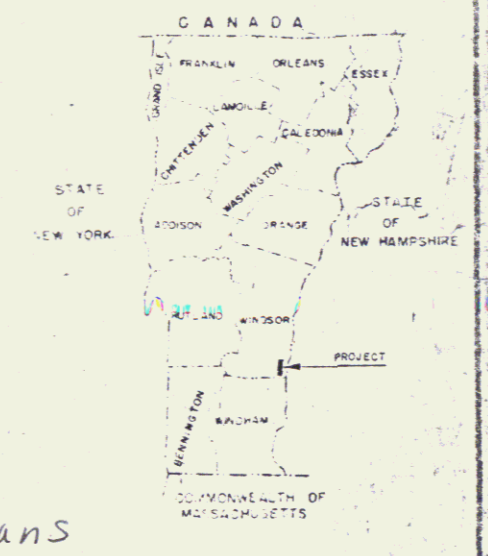 CANADA
FRANKLIN ORLEANS
ESSEX
GRAND ISLE
LAMOILLE
CHITTENDEN
CALEDONIA
WASHINGTON
STATE
OF
NEW YORK
STATE
OF
NEW HAMPSHIRE
ADDISON ORANGE
RUTLAND WINDSOR
PROJECT
BENNINGTON
WINDHAM
COMMONWEALTH OF
MASSACHUSETTS
ans